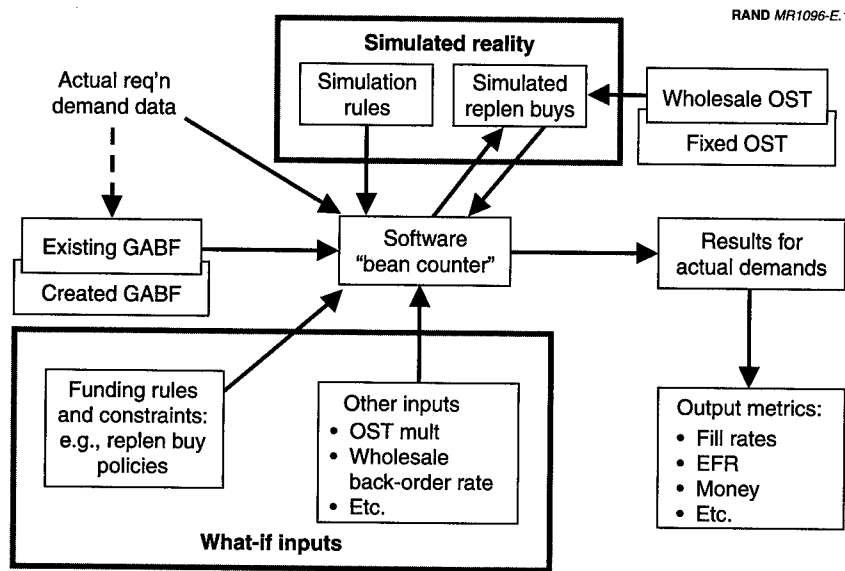 RAND MR1096-E.1
Simulated reality
Actual req'n
demand data
Simulation
rules
Simulated
replen buys
Wholesale OST
Fixed OST
Existing GABF
Created GABF
Software
“bean counter”
Results for
actual demands
Funding rules
and constraints:
e.g., replen buy
policies
Other inputs
• OST mult
• Wholesale
back-order rate
• Etc.
What-if inputs
Output metrics:
• Fill rates
• EFR
• Money
• Etc.